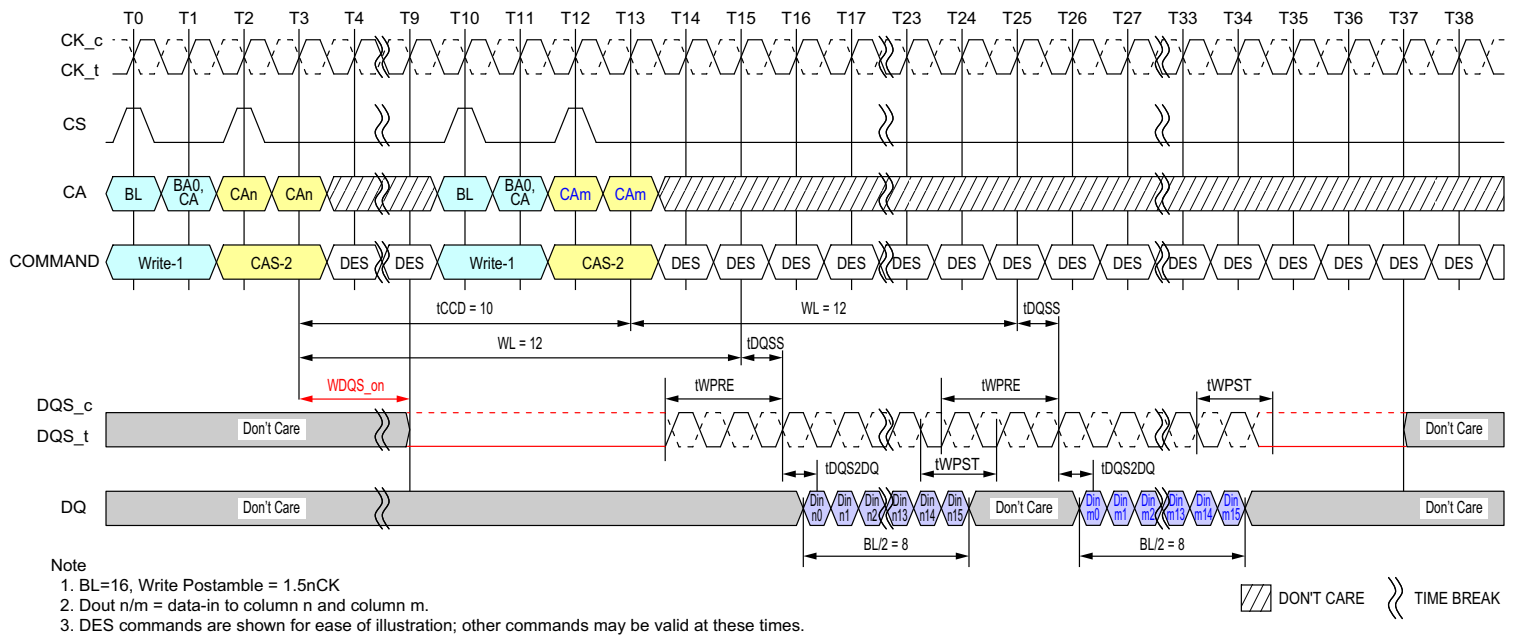 T0 T1 T2 T3 T4 T9 T10 T11 T12 T13 T14 T15 T16 T17 T23 T24 T25 T26 T27 T33 T34 T35 T36 T37 T38
CK_c
CK_t
CS
CA BL BA0, CA CAn CAn BL BA0, CA CAm CAm
COMMAND Write-1 CAS-2 DES DES Write-1 CAS-2 DES DES DES DES DES DES DES DES DES DES DES DES DES DES DES
tCCD = 10 WL = 12 tDQSS
WL = 12 tDQSS
WDQS_on tWPRE tWPRE tWPST
DQS_c
DQS_t Don't Care Don't Care
tDQS2DQ tWPST tDQS2DQ
DQ Don't Care Din n0 Din n1 Din n2 Din n13 Din n14 Din n15 Don't Care Din m0 Din m1 Din m2 Din m13 Din m14 Din m15 Don't Care
BL/2 = 8 BL/2 = 8
Note
1. BL=16, Write Postamble = 1.5nCK
2. Dout n/m = data-in to column n and column m.
3. DES commands are shown for ease of illustration; other commands may be valid at these times.
DON'T CARE TIME BREAK